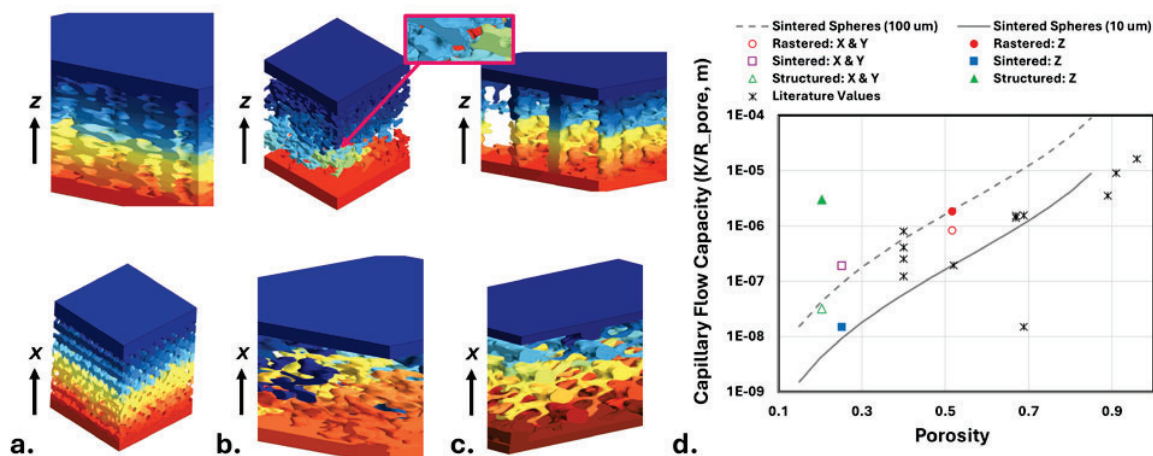 z
z
z
x
x
x
a.
b.
c.
d.
Sintered Spheres (100 um)
Sintered Spheres (10 um)
Rastered: X & Y
Rastered: Z
Sintered: X & Y
Sintered: Z
Structured: X & Y
Structured: Z
Literature Values
Capillary Flow Capacity (K/R_pore, m)
1E-04
1E-05
1E-06
1E-07
1E-08
1E-09
0.1
0.3
0.5
0.7
0.9
Porosity